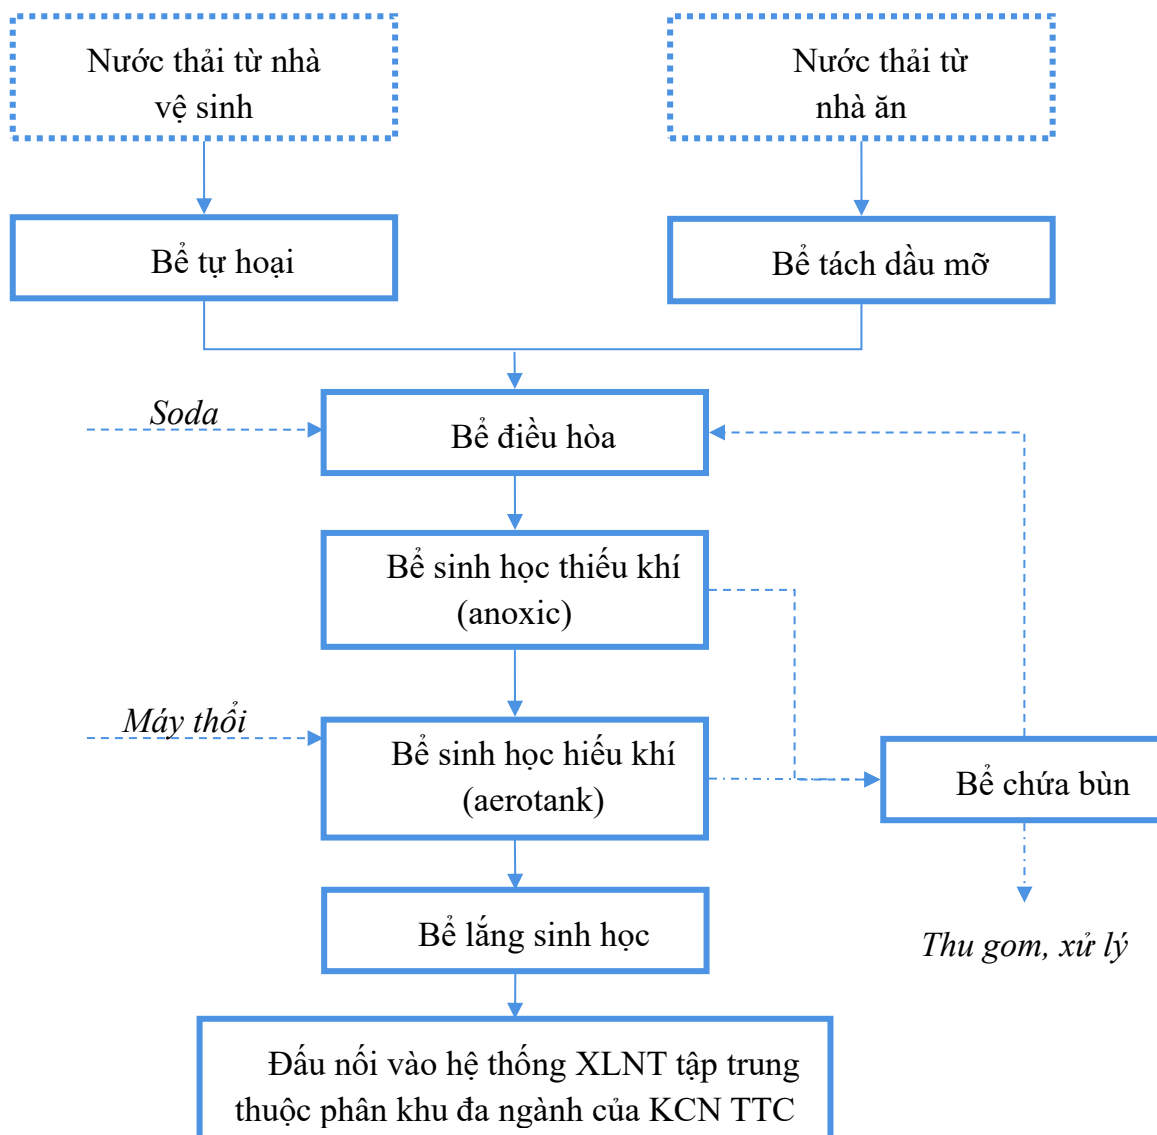 Nước thải từ nhà
vệ sinh
Nước thải từ
nhà ăn
Bể tự hoại
Bể tách dầu mỡ
Soda
Bể điều hòa
Bể sinh học thiếu khí
(anoxic)
Máy thổi
Bể sinh học hiếu khí
(aerotank)
Bể chứa bùn
Bể lắng sinh học
Thu gom, xử lý
Đấu nối vào hệ thống XLNT tập trung
thuộc phân khu đa ngành của KCN TTC